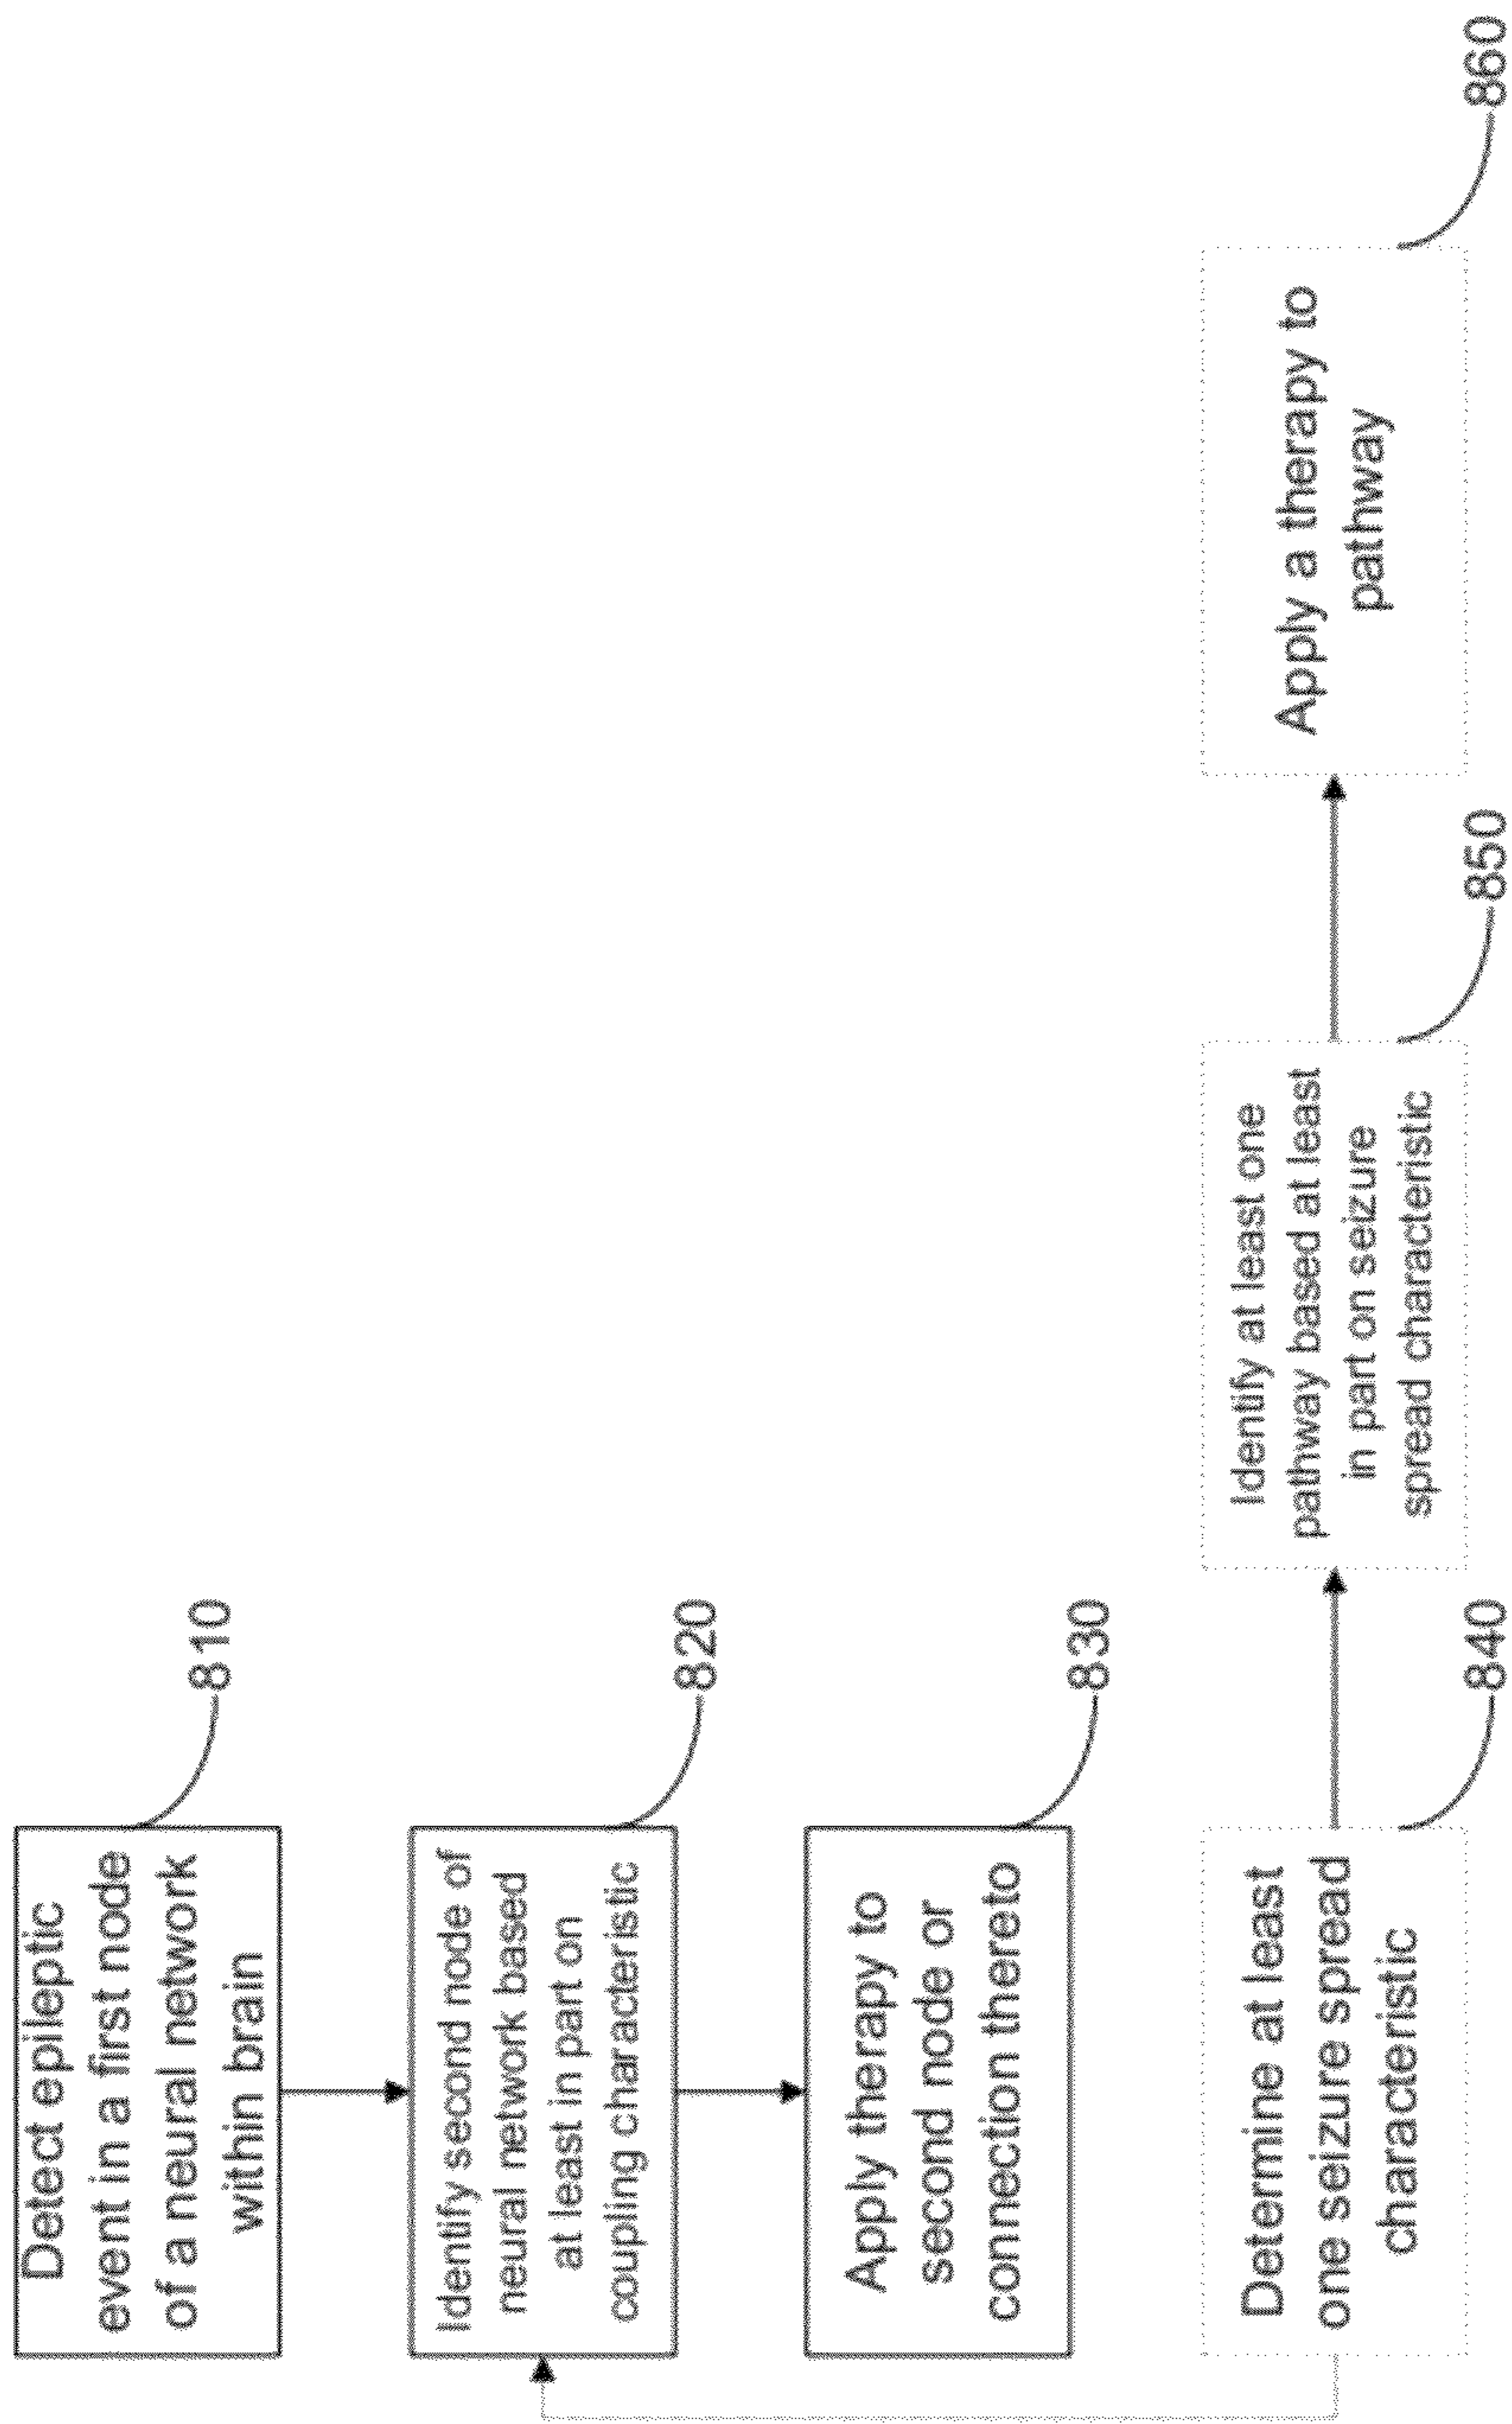 Detect epileptic
event in a first node
of a neural network
within brain
810
Identify second node of
neural network based
at least in part on
coupling characteristic
820
Apply therapy to
second node or
connection thereto
830
Determine at least
one seizure spread
characteristic
840
Identify at least one
pathway based at least
in part on seizure
spread characteristic
850
Apply a therapy to
pathway
860